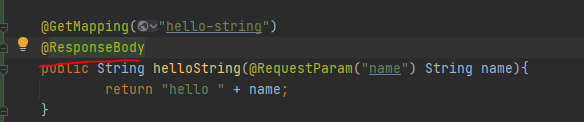 @GetMapping("hello-string")
@ResponseBody
public String helloString(@RequestParam("name") String name){
return "hello " + name;
}